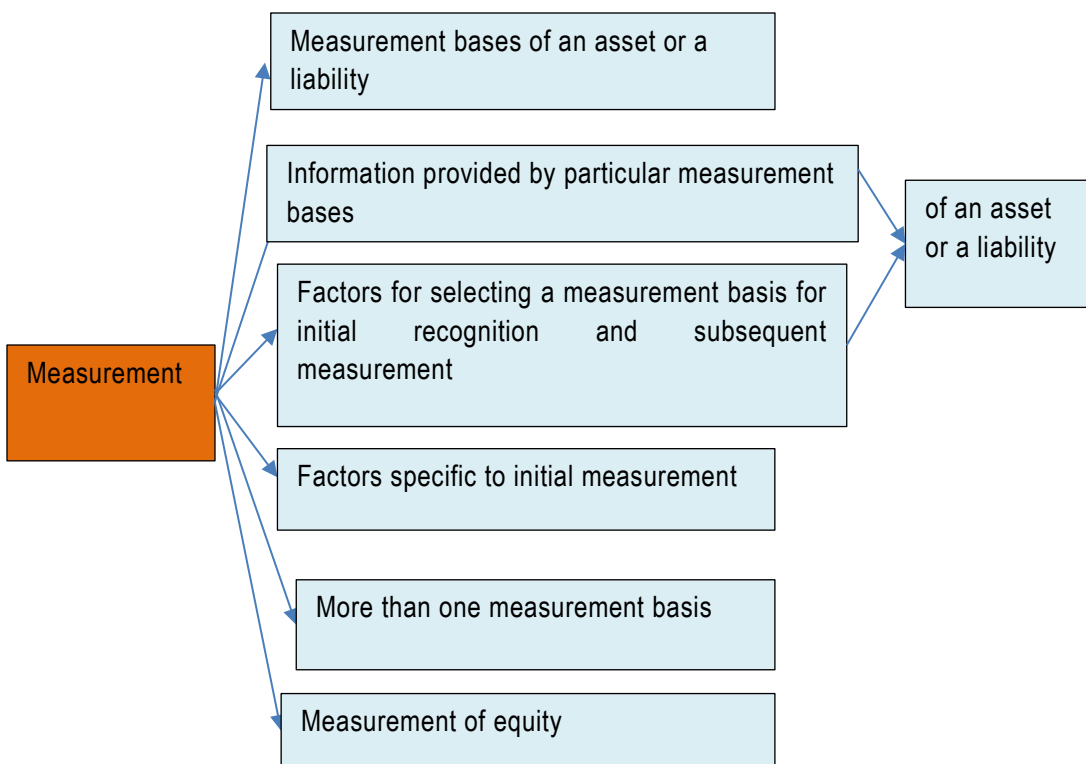 Measurement bases of an asset or a
liability
Information provided by particular measurement
bases
of an asset
or a liability
Factors for selecting a measurement basis for
initial recognition and subsequent
measurement
Measurement
Factors specific to initial measurement
More than one measurement basis
Measurement of equity